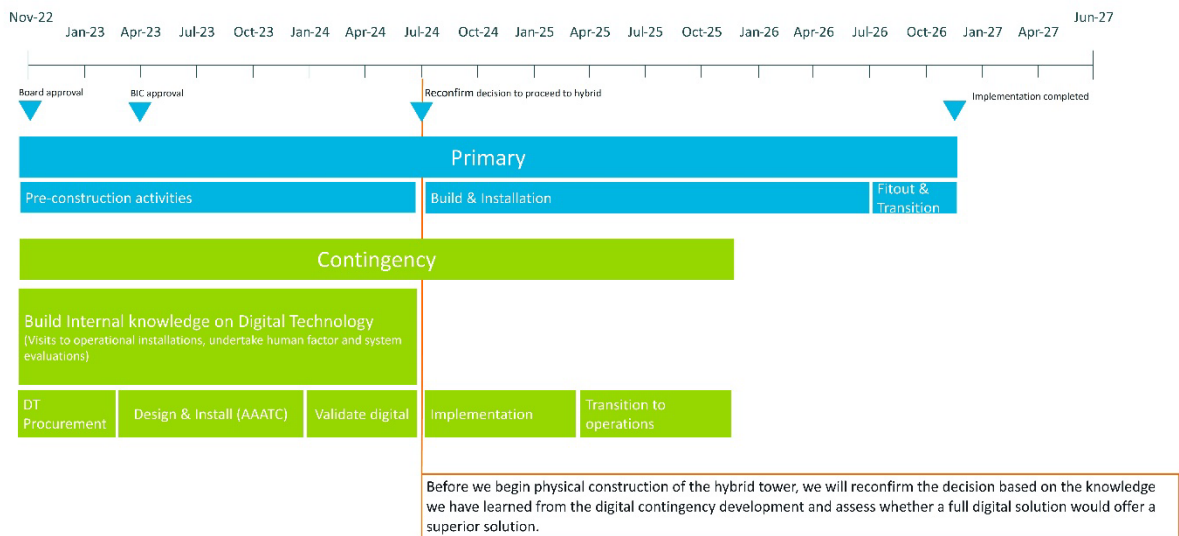 Nov-22
Jun-27
Jan-23 Apr-23 Jul-23 Oct-23 Jan-24 Apr-24 Jul-24 Oct-24 Jan-25 Apr-25 Jul-25 Oct-25 Jan-26 Apr-26 Jul-26 Oct-26 Jan-27 Apr-27
Board approval
BIC approval
Reconfirm decision to proceed to hybrid
Implementation completed
Primary
Pre-construction activities
Build & Installation
Fitout &
Transition
Contingency
Build Internal knowledge on Digital Technology
(Visits to operational installations, undertake human factor and system
evaluations)
DT
Procurement
Design & Install (AAATC)
Validate digital
Implementation
Transition to
operations
Before we begin physical construction of the hybrid tower, we will reconfirm the decision based on the knowledge
we have learned from the digital contingency development and assess whether a full digital solution would offer a
superior solution.